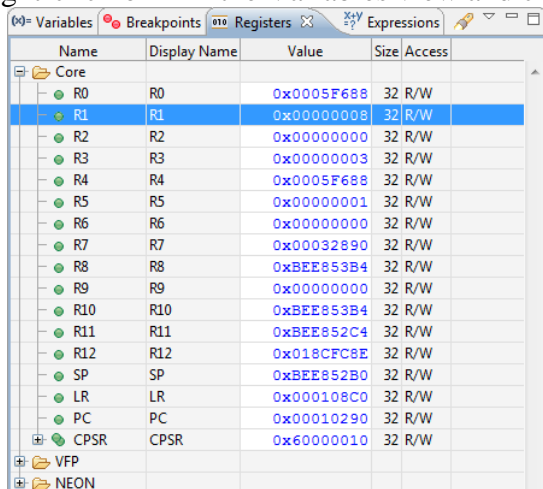 (x)= Variables Breakpoints 1010 Registers X+Y =? Expressions
Name Display Name Value Size Access
Core
R0 R0 0x0005F688 32 R/W
R1 R1 0x00000008 32 R/W
R2 R2 0x00000000 32 R/W
R3 R3 0x00000003 32 R/W
R4 R4 0x0005F688 32 R/W
R5 R5 0x00000001 32 R/W
R6 R6 0x00000000 32 R/W
R7 R7 0x00032890 32 R/W
R8 R8 0xBEE853B4 32 R/W
R9 R9 0x00000000 32 R/W
R10 R10 0xBEE853B4 32 R/W
R11 R11 0xBEE852C4 32 R/W
R12 R12 0x018CFC8E 32 R/W
SP SP 0xBEE852B0 32 R/W
LR LR 0x000108C0 32 R/W
PC PC 0x00010290 32 R/W
CPSR CPSR 0x60000010 32 R/W
VFP
NEON